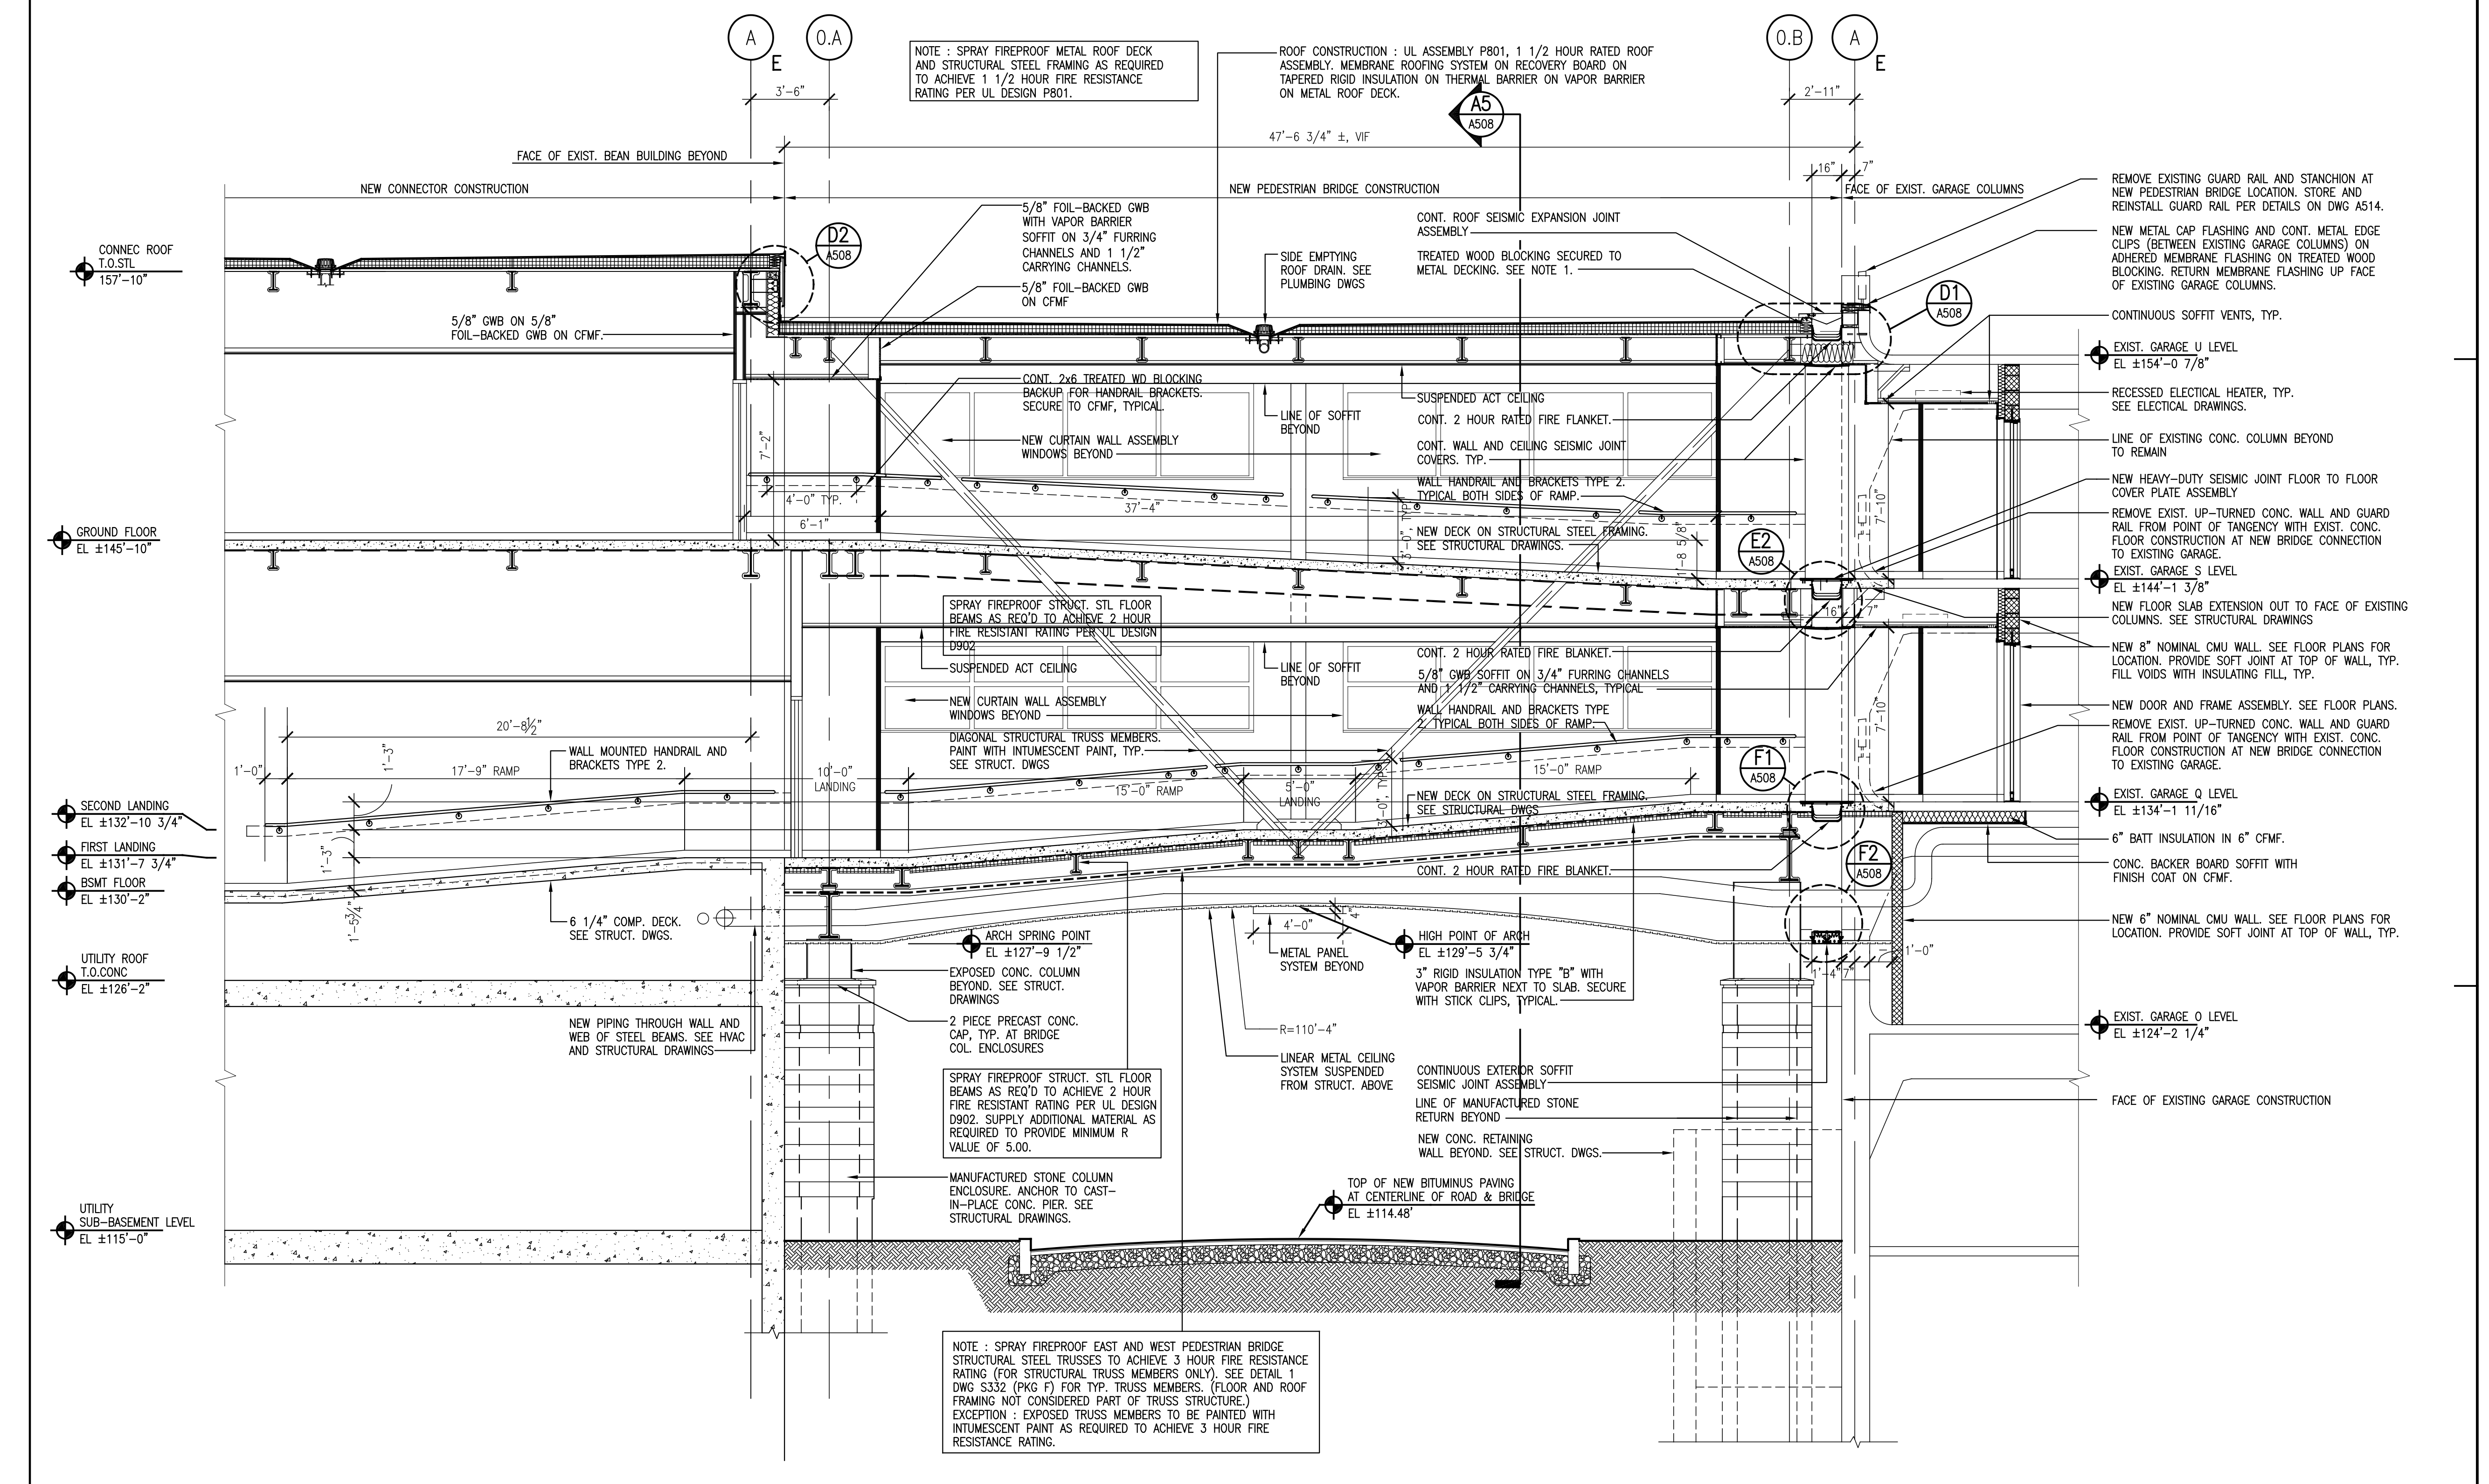 A
E
0.A
0.B
A
E
3'-6"
2'-11"
NOTE : SPRAY FIREPROOF METAL ROOF DECK
AND STRUCTURAL STEEL FRAMING AS REQUIRED
TO ACHIEVE 1 1/2 HOUR FIRE RESISTANCE
RATING PER UL DESIGN P801.
ROOF CONSTRUCTION : UL ASSEMBLY P801, 1 1/2 HOUR RATED ROOF
ASSEMBLY. MEMBRANE ROOFING SYSTEM ON RECOVERY BOARD ON
TAPERED RIGID INSULATION ON THERMAL BARRIER ON VAPOR BARRIER
ON METAL ROOF DECK.
A5
A508
47'-6 3/4" ±, VIF
FACE OF EXIST. BEAN BUILDING BEYOND
NEW CONNECTOR CONSTRUCTION
NEW PEDESTRIAN BRIDGE CONSTRUCTION
16"
7"
FACE OF EXIST. GARAGE COLUMNS
CONNEC ROOF
T.O.STL
157'-10"
D2
A508
5/8" FOIL-BACKED GWB
WITH VAPOR BARRIER
SOFFIT ON 3/4" FURRING
CHANNELS AND 1 1/2"
CARRYING CHANNELS.
5/8" FOIL-BACKED GWB
ON CFMF
SIDE EMPTYING
ROOF DRAIN. SEE
PLUMBING DWGS
CONT. ROOF SEISMIC EXPANSION JOINT
ASSEMBLY
TREATED WOOD BLOCKING SECURED TO
METAL DECKING. SEE NOTE 1.
D1
A508
REMOVE EXISTING GUARD RAIL AND STANCHION AT
NEW PEDESTRIAN BRIDGE LOCATION. STORE AND
REINSTALL GUARD RAIL PER DETAILS ON DWG A514.
NEW METAL CAP FLASHING AND CONT. METAL EDGE
CLIPS (BETWEEN EXISTING GARAGE COLUMNS) ON
ADHERED MEMBRANE FLASHING ON TREATED WOOD
BLOCKING. RETURN MEMBRANE FLASHING UP FACE
OF EXISTING GARAGE COLUMNS.
CONTINUOUS SOFFIT VENTS, TYP.
EXIST. GARAGE U LEVEL
EL ±154'-0 7/8"
RECESSED ELECTICAL HEATER, TYP.
SEE ELECTICAL DRAWINGS.
LINE OF EXISTING CONC. COLUMN BEYOND
TO REMAIN
NEW HEAVY-DUTY SEISMIC JOINT FLOOR TO FLOOR
COVER PLATE ASSEMBLY
REMOVE EXIST. UP-TURNED CONC. WALL AND GUARD
RAIL FROM POINT OF TANGENCY WITH EXIST. CONC.
FLOOR CONSTRUCTION AT NEW BRIDGE CONNECTION
TO EXISTING GARAGE.
EXIST. GARAGE S LEVEL
EL ±144'-1 3/8"
NEW FLOOR SLAB EXTENSION OUT TO FACE OF EXISTING
COLUMNS. SEE STRUCTURAL DRAWINGS
NEW 8" NOMINAL CMU WALL. SEE FLOOR PLANS FOR
LOCATION. PROVIDE SOFT JOINT AT TOP OF WALL, TYP.
FILL VOIDS WITH INSULATING FILL, TYP.
NEW DOOR AND FRAME ASSEMBLY. SEE FLOOR PLANS.
REMOVE EXIST. UP-TURNED CONC. WALL AND GUARD
RAIL FROM POINT OF TANGENCY WITH EXIST. CONC.
FLOOR CONSTRUCTION AT NEW BRIDGE CONNECTION
TO EXISTING GARAGE.
EXIST. GARAGE Q LEVEL
EL ±134'-1 11/16"
6" BATT INSULATION IN 6" CFMF.
CONC. BACKER BOARD SOFFIT WITH
FINISH COAT ON CFMF.
NEW 6" NOMINAL CMU WALL. SEE FLOOR PLANS FOR
LOCATION. PROVIDE SOFT JOINT AT TOP OF WALL, TYP.
EXIST. GARAGE O LEVEL
EL ±124'-2 1/4"
FACE OF EXISTING GARAGE CONSTRUCTION
5/8" GWB ON 5/8"
FOIL-BACKED GWB ON CFMF.
CONT. 2x6 TREATED WD BLOCKING
BACKUP FOR HANDRAIL BRACKETS.
SECURE TO CFMF, TYPICAL.
LINE OF SOFFIT
BEYOND
SUSPENDED ACT CEILING
CONT. 2 HOUR RATED FIRE FLANKET.
NEW CURTAIN WALL ASSEMBLY
WINDOWS BEYOND
CONT. WALL AND CEILING SEISMIC JOINT
COVERS. TYP.
WALL HANDRAIL AND BRACKETS TYPE 2.
TYPICAL BOTH SIDES OF RAMP.
7'-2"
4'-0" TYP.
6'-1"
37'-4"
3'-0", TYP.
1'-8 5/8"
7'-10"
NEW DECK ON STRUCTURAL STEEL FRAMING.
SEE STRUCTURAL DRAWINGS.
E2
A508
GROUND FLOOR
EL ±145'-10"
16"
7"
SPRAY FIREPROOF STRUCT. STL FLOOR
BEAMS AS REQ'D TO ACHIEVE 2 HOUR
FIRE RESISTANT RATING PER UL DESIGN
D902
SUSPENDED ACT CEILING
LINE OF SOFFIT
BEYOND
CONT. 2 HOUR RATED FIRE BLANKET.
5/8" GWB SOFFIT ON 3/4" FURRING CHANNELS
AND 1 1/2" CARRYING CHANNELS, TYPICAL
NEW CURTAIN WALL ASSEMBLY
WINDOWS BEYOND
WALL HANDRAIL AND BRACKETS TYPE
2. TYPICAL BOTH SIDES OF RAMP.
DIAGONAL STRUCTURAL TRUSS MEMBERS.
PAINT WITH INTUMESCENT PAINT, TYP.
SEE STRUCT. DWGS
7'-10"
20'-8½"
1'-3"
WALL MOUNTED HANDRAIL AND
BRACKETS TYPE 2.
1'-0"
17'-9" RAMP
10'-0"
LANDING
15'-0" RAMP
5'-0"
LANDING
3'-0", TYP.
15'-0" RAMP
F1
A508
NEW DECK ON STRUCTURAL STEEL FRAMING.
SEE STRUCTURAL DWGS
SECOND LANDING
EL ±132'-10 3/4"
FIRST LANDING
EL ±131'-7 3/4"
BSMT FLOOR
EL ±130'-2"
1'-3"
1'-5¾"
6 1/4" COMP. DECK.
SEE STRUCT. DWGS.
CONT. 2 HOUR RATED FIRE BLANKET.
F2
A508
4'-0"
4"
ARCH SPRING POINT
EL ±127'-9 1/2"
METAL PANEL
SYSTEM BEYOND
HIGH POINT OF ARCH
EL ±129'-5 3/4"
UTILITY ROOF
T.O.CONC
EL ±126'-2"
EXPOSED CONC. COLUMN
BEYOND. SEE STRUCT.
DRAWINGS
3" RIGID INSULATION TYPE "B" WITH
VAPOR BARRIER NEXT TO SLAB. SECURE
WITH STICK CLIPS, TYPICAL.
1'-4"
7"
1'-0"
NEW PIPING THROUGH WALL AND
WEB OF STEEL BEAMS. SEE HVAC
AND STRUCTURAL DRAWINGS
2 PIECE PRECAST CONC.
CAP, TYP. AT BRIDGE
COL. ENCLOSURES
R=110'-4"
LINEAR METAL CEILING
SYSTEM SUSPENDED
FROM STRUCT. ABOVE
SPRAY FIREPROOF STRUCT. STL FLOOR
BEAMS AS REQ'D TO ACHIEVE 2 HOUR
FIRE RESISTANT RATING PER UL DESIGN
D902. SUPPLY ADDITIONAL MATERIAL AS
REQUIRED TO PROVIDE MINIMUM R
VALUE OF 5.00.
CONTINUOUS EXTERIOR SOFFIT
SEISMIC JOINT ASSEMBLY
LINE OF MANUFACTURED STONE
RETURN BEYOND
NEW CONC. RETAINING
WALL BEYOND. SEE STRUCT. DWGS.
MANUFACTURED STONE COLUMN
ENCLOSURE. ANCHOR TO CAST-
IN-PLACE CONC. PIER. SEE
STRUCTURAL DRAWINGS.
TOP OF NEW BITUMINUS PAVING
AT CENTERLINE OF ROAD & BRIDGE
EL ±114.48'
UTILITY
SUB-BASEMENT LEVEL
EL ±115'-0"
NOTE : SPRAY FIREPROOF EAST AND WEST PEDESTRIAN BRIDGE
STRUCTURAL STEEL TRUSSES TO ACHIEVE 3 HOUR FIRE RESISTANCE
RATING (FOR STRUCTURAL TRUSS MEMBERS ONLY). SEE DETAIL 1
DWG S332 (PKG F) FOR TYP. TRUSS MEMBERS. (FLOOR AND ROOF
FRAMING NOT CONSIDERED PART OF TRUSS STRUCTURE.)
EXCEPTION : EXPOSED TRUSS MEMBERS TO BE PAINTED WITH
INTUMESCENT PAINT AS REQUIRED TO ACHIEVE 3 HOUR FIRE
RESISTANCE RATING.